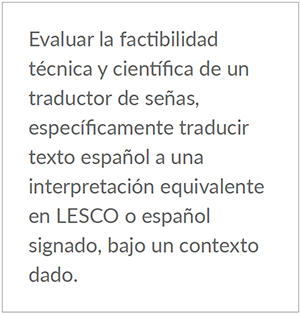 Evaluar la factibilidad
técnica y científica de un
traductor de señas,
específicamente traducir
texto español a una
interpretación equivalente
en LESCO o español
signado, bajo un contexto
dado.